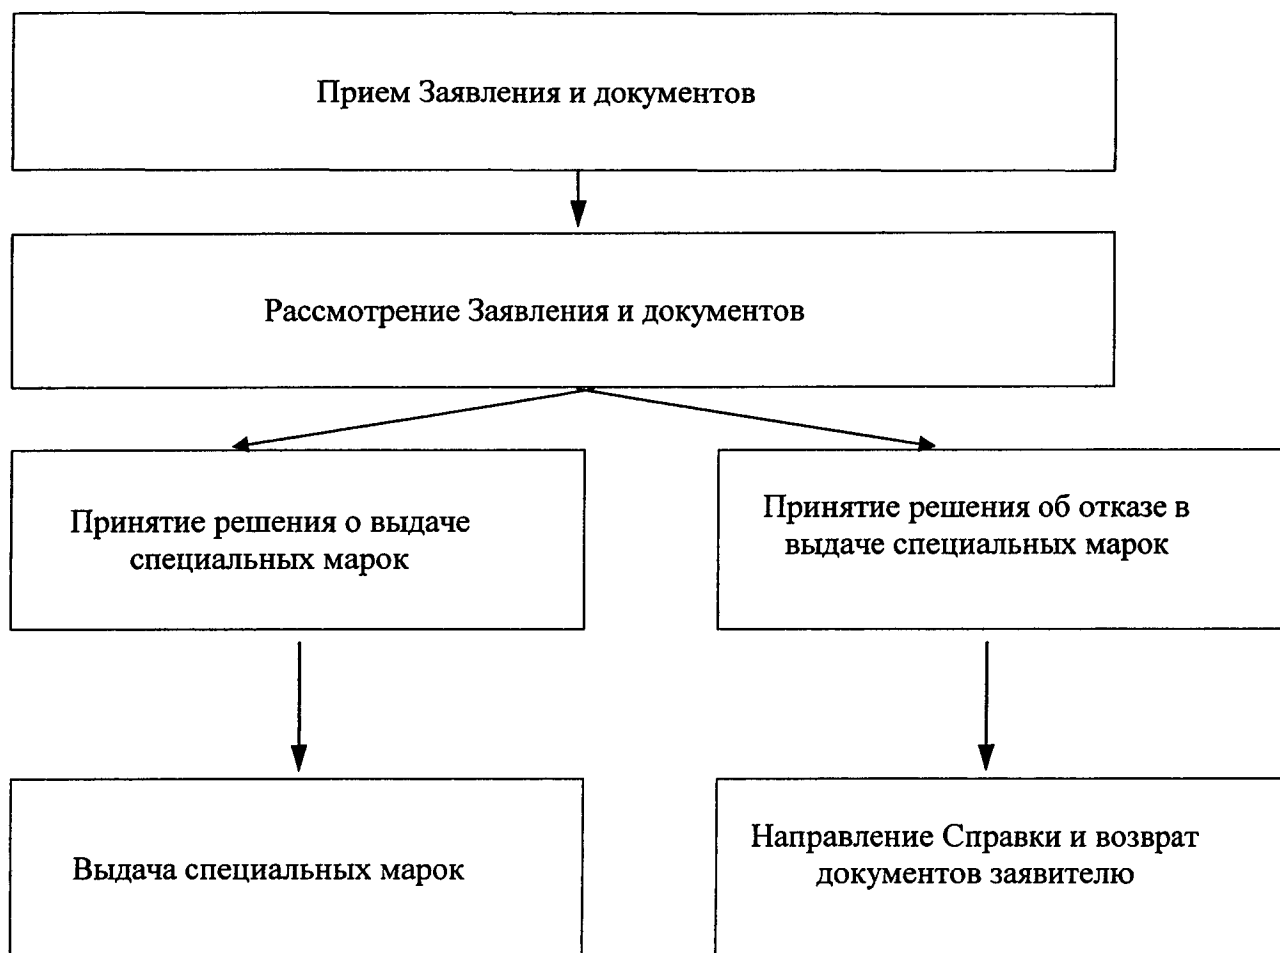 Прием Заявления и документов
Рассмотрение Заявления и документов
Принятие решения о выдаче
специальных марок
Принятие решения об отказе в
выдаче специальных марок
Выдача специальных марок
Направление Справки и возврат
документов заявителю